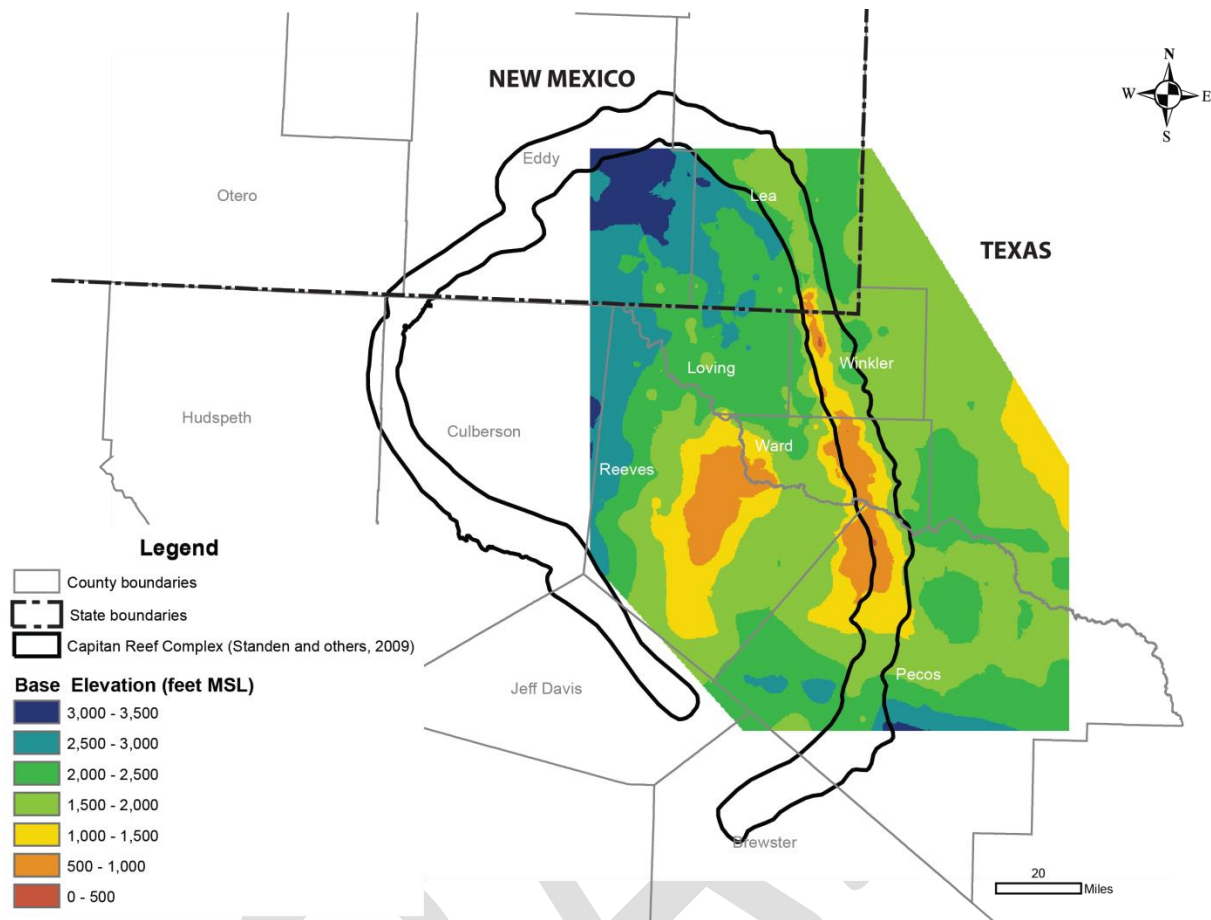 NEW MEXICO
N
W E
S
Eddy
Otero
Lea
TEXAS
Loving
Winkler
Hudspeth
Culberson
Ward
Reeves
Legend
County boundaries
State boundaries
Capitan Reef Complex (Standen and others, 2009)
Base Elevation (feet MSL)
3,000 - 3,500
2,500 - 3,000
2,000 - 2,500
1,500 - 2,000
1,000 - 1,500
500 - 1,000
0 - 500
Jeff Davis
Pecos
Brewster
20
Miles